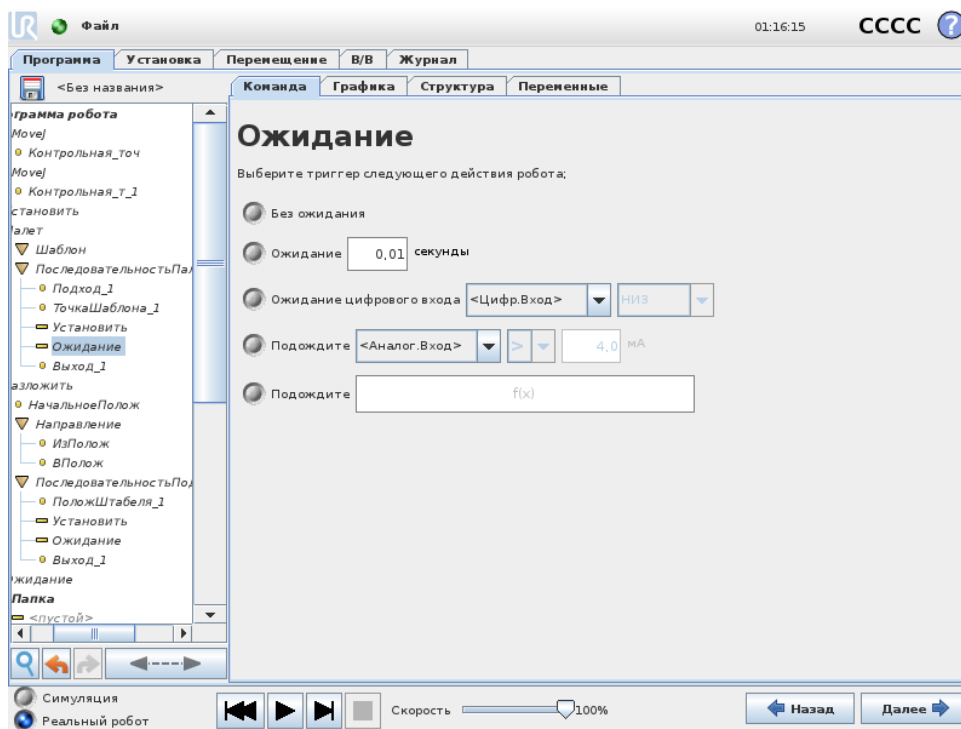 UR Файл 01:16:15 CCCC ?
Программа Установка Перемещение В/В Журнал
<Без названия>
Команда Графика Структура Переменные
ограмма робота
MoveJ
Контрольная_точ
MoveJ
Контрольная_т_1
становить
алет
Шаблон
ПоследовательностьПал
Подход_1
ТочкаШаблона_1
Установить
Ожидание
Выход_1
азложить
НачальноеПолож
Направление
ИзПолож
ВПолож
ПоследовательностьПод
ПоложШтабеля_1
Установить
Ожидание
Выход_1
жидание
Папка
<пустой>
Ожидание
Выберите триггер следующего действия робота;
Без ожидания
Ожидание 0,01 секунды
Ожидание цифрового входа <Цифр.Вход> НИЗ
Подождите <Аналог.Вход> > 4,0 мА
Подождите f(x)
Симуляция
Реальный робот
Скорость 100%
Назад Далее